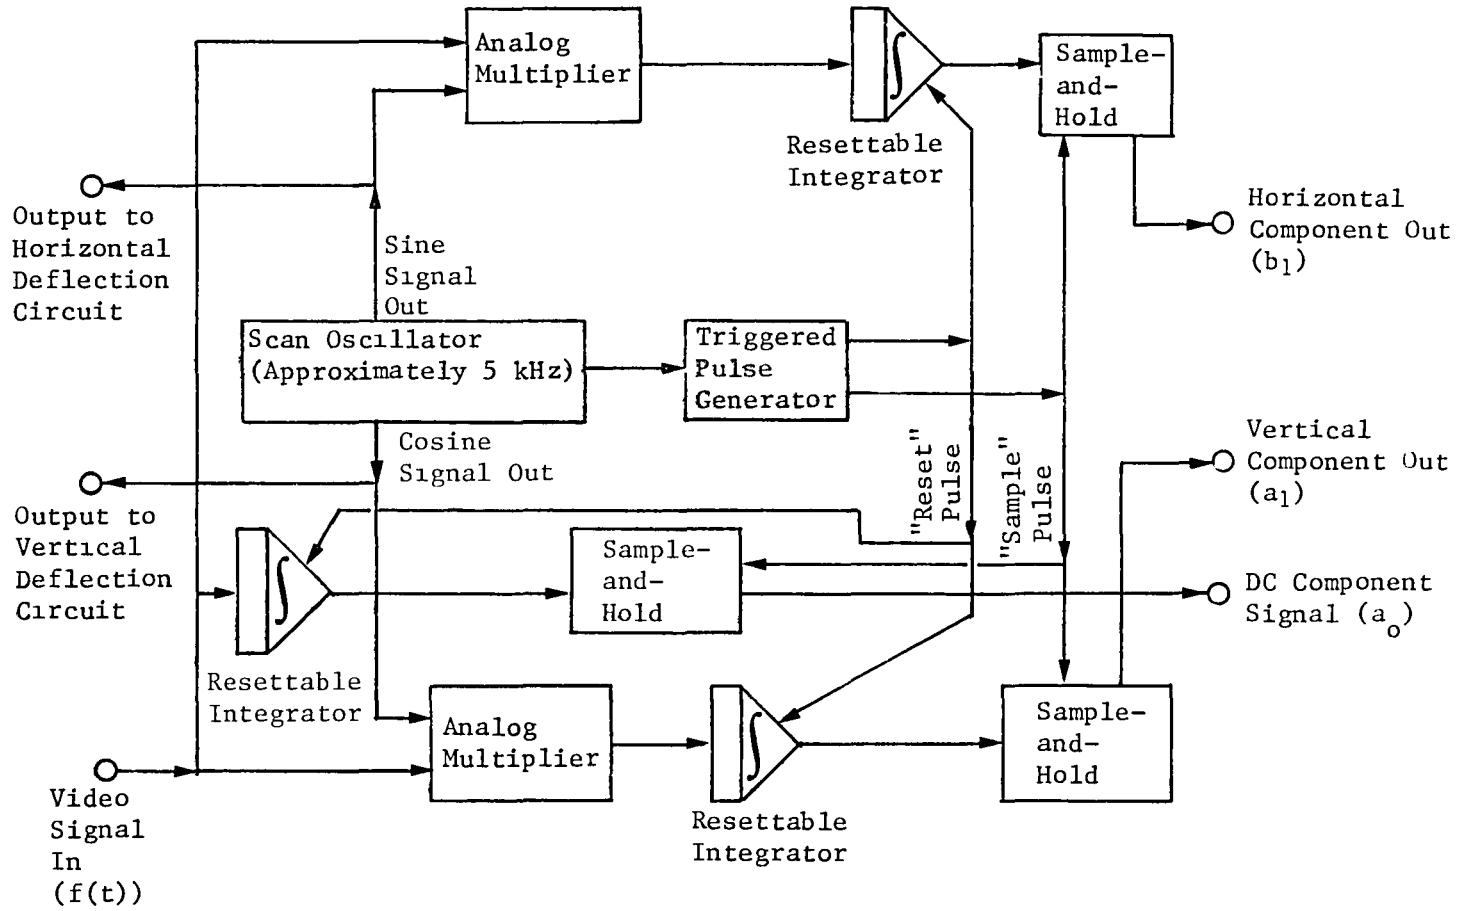 Analog
Multiplier
Resettable
Integrator
Sample-
and-
Hold
Horizontal
Component Out
(b1)
Output to
Horizontal
Deflection
Circuit
Sine
Signal
Out
Scan Oscillator
(Approximately 5 kHz)
Triggered
Pulse
Generator
Cosine
Signal Out
"Reset"
Pulse
"Sample"
Pulse
Vertical
Component Out
(a1)
Output to
Vertical
Deflection
Circuit
Resettable
Integrator
Sample-
and-
Hold
DC Component
Signal (ao)
Analog
Multiplier
Resettable
Integrator
Sample-
and-
Hold
Video
Signal
In
(f(t))